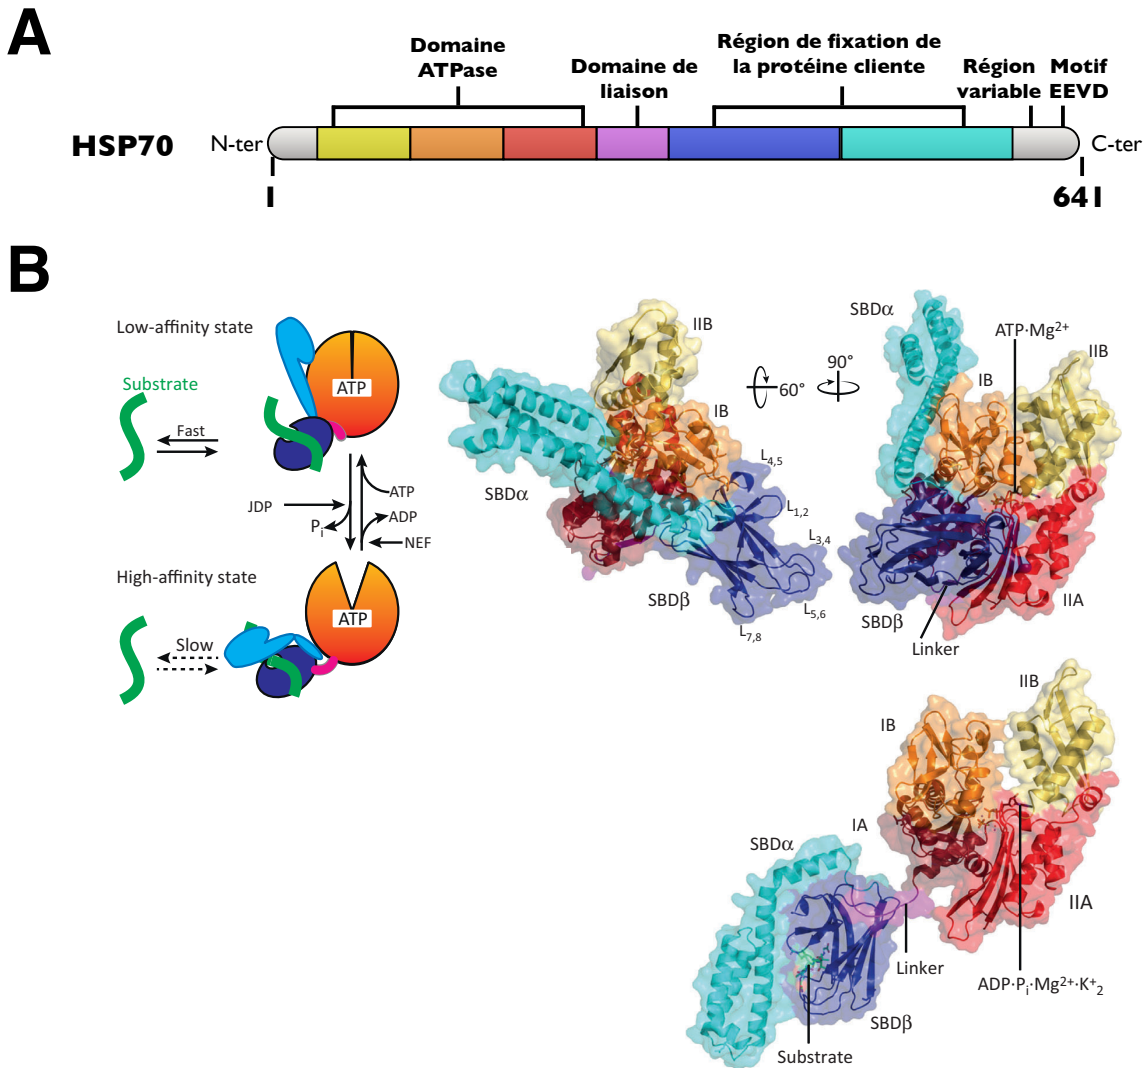 A
Domaine
ATPase
Domaine de
liaison
Région de fixation de
la protéine cliente
Région
variable
Motif
EEVD
HSP70
N-ter
C-ter
1
641
B
Low-affinity state
Substrate
Fast
ATP
JDP
Pi
ATP
ADP
NEF
High-affinity state
Slow
ATP
IIB
IB
SBDα
L4,5
L1,2
L3,4
L5,6
L7,8
SBDβ
60°
90°
SBDα
ATP·Mg2+
IIB
IB
SBDβ
Linker
IIA
IIB
IB
IA
SBDα
IIA
Linker
ADP·Pi·Mg2+·K+2
SBDβ
Substrate